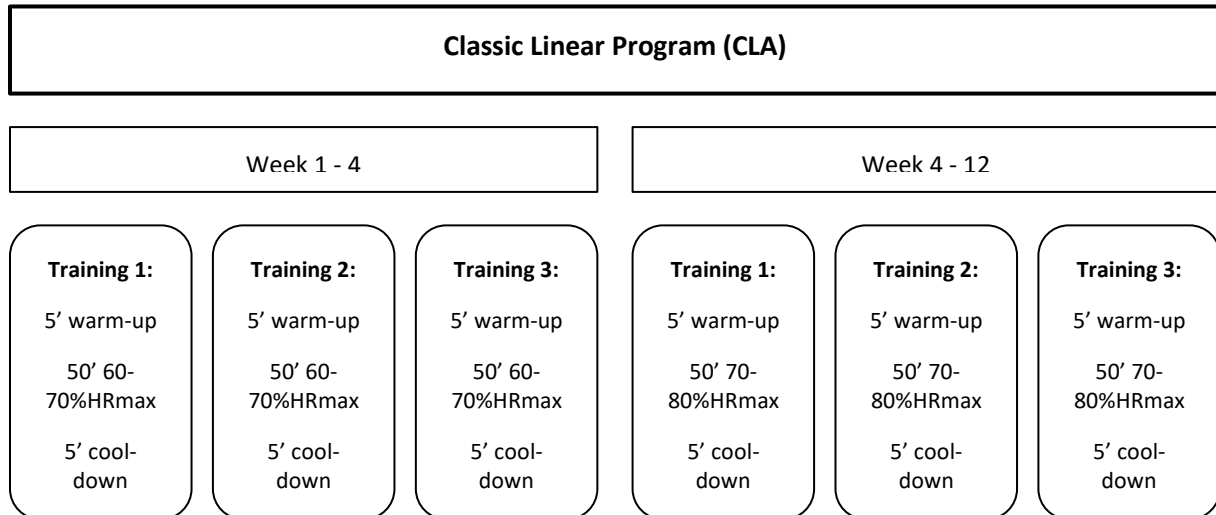 Classic Linear Program (CLA)
Week 1 - 4
Week 4 - 12
Training 1:
5’ warm-up
50’ 60-
70%HRmax
5’ cool-
down
Training 2:
5’ warm-up
50’ 60-
70%HRmax
5’ cool-
down
Training 3:
5’ warm-up
50’ 60-
70%HRmax
5’ cool-
down
Training 1:
5’ warm-up
50’ 70-
80%HRmax
5’ cool-
down
Training 2:
5’ warm-up
50’ 70-
80%HRmax
5’ cool-
down
Training 3:
5’ warm-up
50’ 70-
80%HRmax
5’ cool-
down